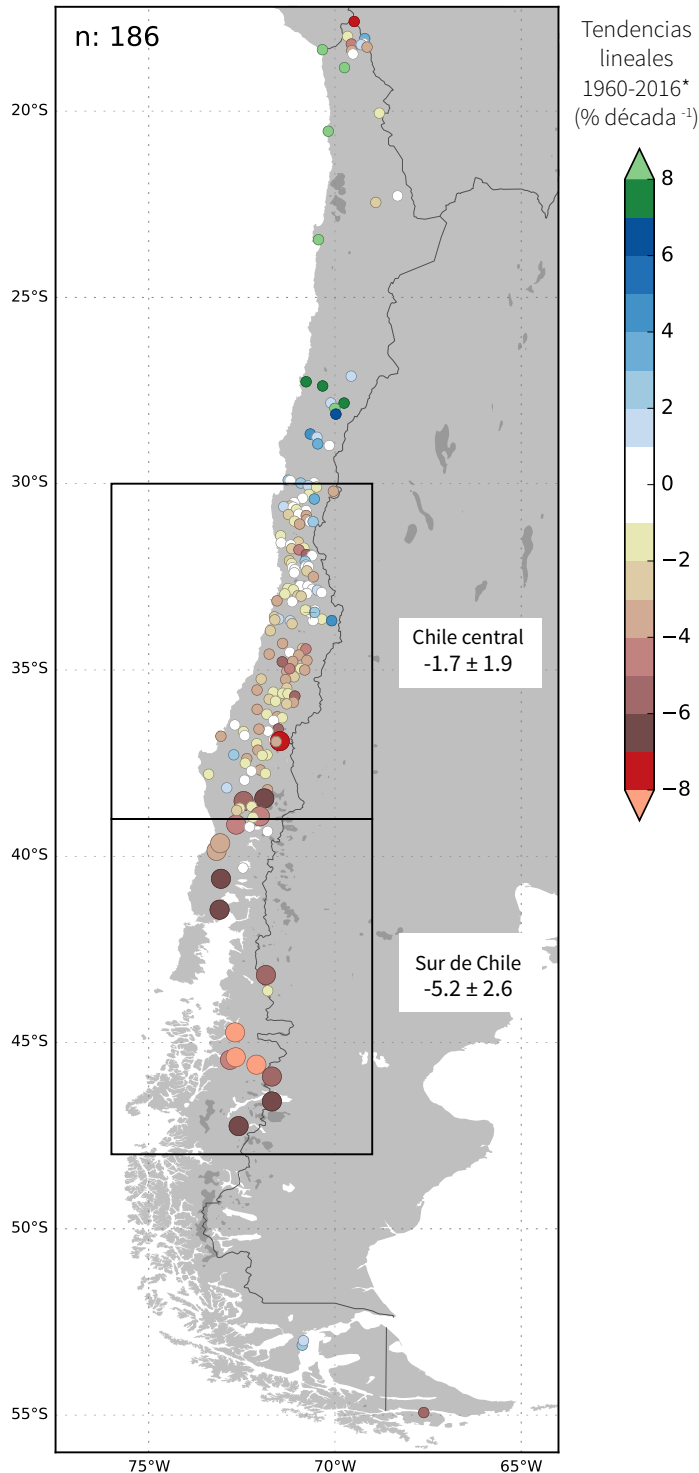 n: 186
Tendencias
lineales
1960-2016*
(% década -1)
8
6
4
2
0
−2
−4
−6
−8
20°S
25°S
30°S
35°S
40°S
45°S
50°S
55°S
Chile central
-1.7 ± 1.9
Sur de Chile
-5.2 ± 2.6
75°W
70°W
65°W